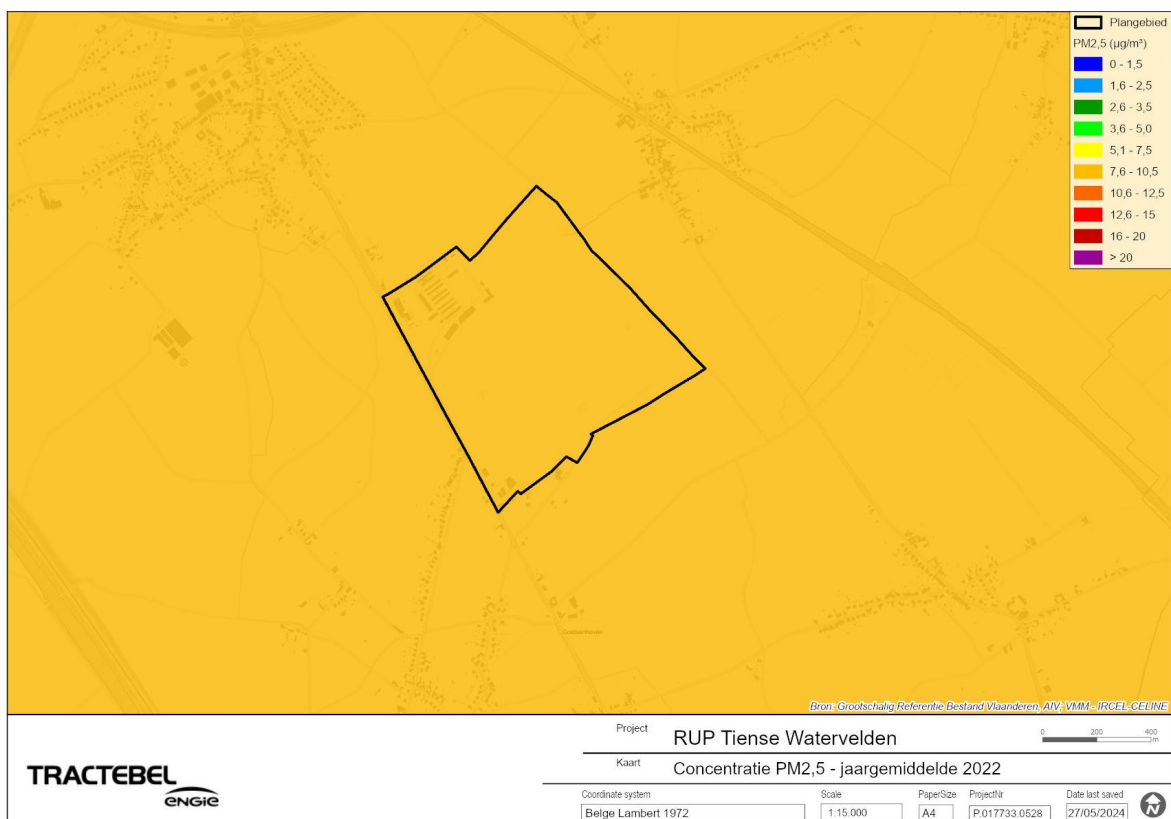 Plangebied
PM2,5 (µg/m³)
0 - 1,5
1,6 - 2,5
2,6 - 3,5
3,6 - 5,0
5,1 - 7,5
7,6 - 10,5
10,6 - 12,5
12,6 - 15
16 - 20
> 20
Bron: Grootschalig Referentie Bestand Vlaanderen, AIV; VMM - IRCEL-CELINE
Project RUP Tiense Watervelden
0 200 400
m
Kaart Concentratie PM2,5 - jaargemiddelde 2022
TRACTEBEL
ENGIE
Coordinate system Scale PaperSize ProjectNr Date last saved
Belge Lambert 1972 1:15.000 A4 P.017733.0528 27/05/2024
N